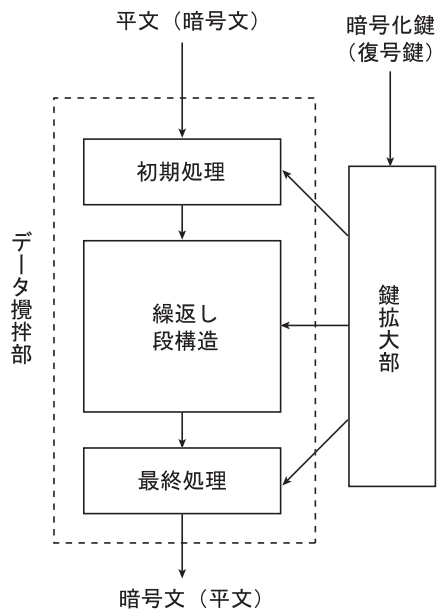 平文（暗号文）
暗号化鍵
（復号鍵）
初期処理
データ攪拌部
繰返し
段構造
鍵拡大部
最終処理
暗号文（平文）